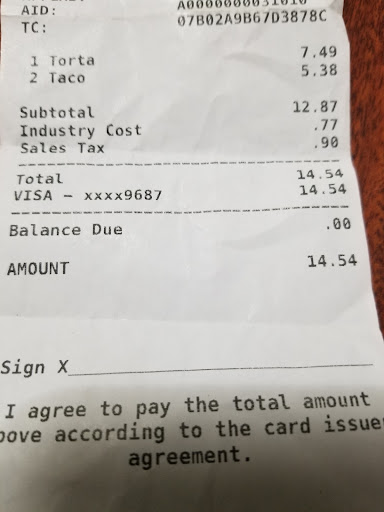 AID: A0000000031010
TC: 07B02A9B67D3878C
1 Torta 7.49
2 Taco 5.38
Subtotal 12.87
Industry Cost .77
Sales Tax .90
Total 14.54
VISA - xxxx9687 14.54
Balance Due .00
AMOUNT 14.54
Sign X
I agree to pay the total amount
bove according to the card issuer
agreement.